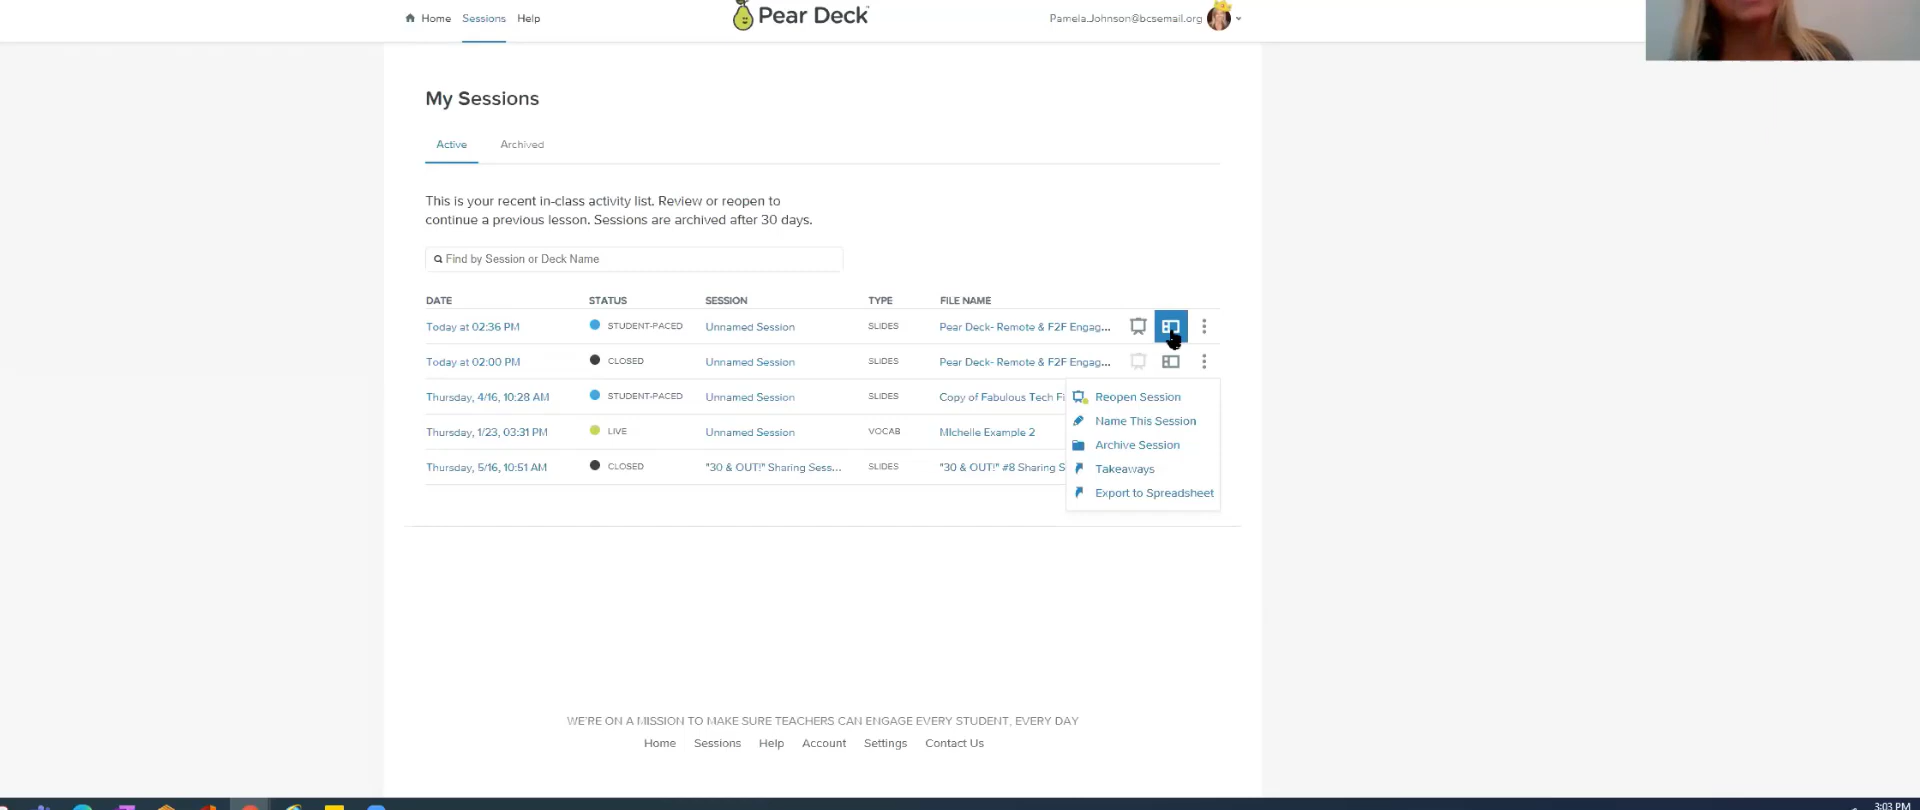 Home Sessions Help Pear Deck Pamela.Johnson@bcsemail.org
My Sessions
Active Archived
This is your recent in-class activity list. Review or reopen to
continue a previous lesson. Sessions are archived after 30 days.
Find by Session or Deck Name
DATE STATUS SESSION TYPE FILE NAME
Today at 02:36 PM STUDENT-PACED Unnamed Session SLIDES Pear Deck- Remote & F2F Engag...
Today at 02:00 PM CLOSED Unnamed Session SLIDES Pear Deck- Remote & F2F Engag...
Thursday, 4/16, 10:28 AM STUDENT-PACED Unnamed Session SLIDES Copy of Fabulous Tech Fi
Reopen Session
Name This Session
Thursday, 1/23, 03:31 PM LIVE Unnamed Session VOCAB MIchelle Example 2
Archive Session
Thursday, 5/16, 10:51 AM CLOSED "30 & OUT!" Sharing Sess... SLIDES "30 & OUT!" #8 Sharing S
Takeaways
Export to Spreadsheet
WE'RE ON A MISSION TO MAKE SURE TEACHERS CAN ENGAGE EVERY STUDENT, EVERY DAY
Home Sessions Help Account Settings Contact Us
3:03 PM